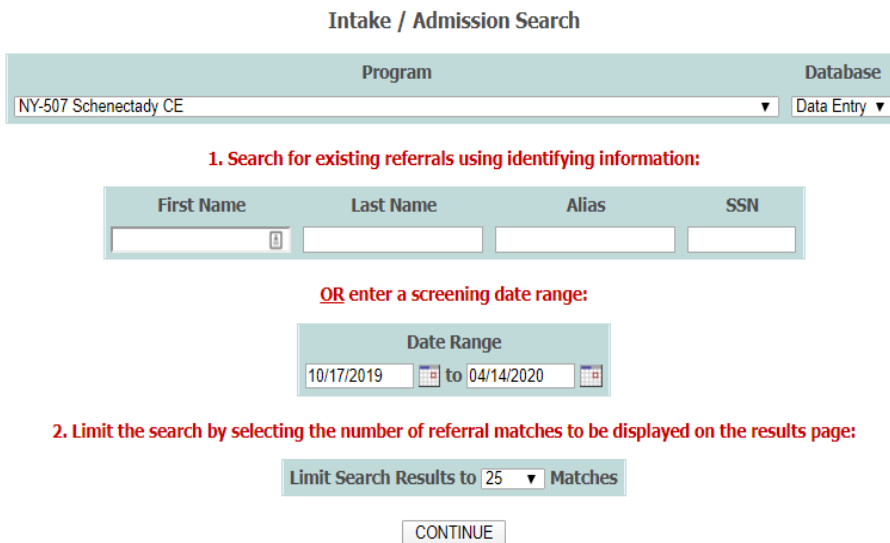 Intake / Admission Search
Program Database
NY-507 Schenectady CE Data Entry
1. Search for existing referrals using identifying information:
First Name Last Name Alias SSN
OR enter a screening date range:
Date Range
10/17/2019 to 04/14/2020
2. Limit the search by selecting the number of referral matches to be displayed on the results page:
Limit Search Results to 25 Matches
CONTINUE